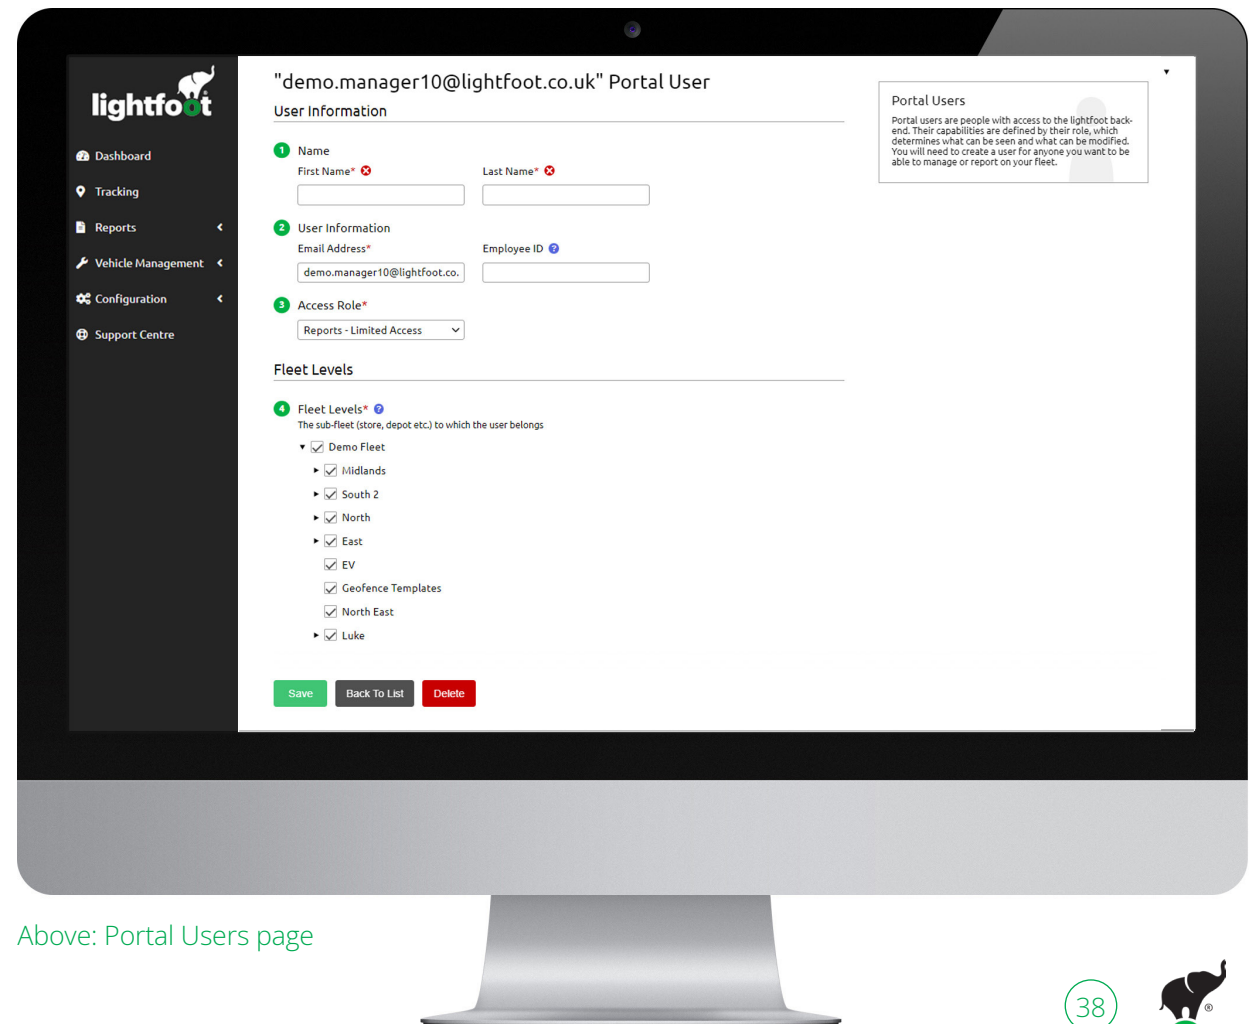 lightfoot
Dashboard
Tracking
Reports
Vehicle Management
Configuration
Support Centre
"demo.manager10@lightfoot.co.uk" Portal User
User Information
1 Name
First Name* Last Name*
2 User Information
Email Address* Employee ID ?
demo.manager10@lightfoot.co.
3 Access Role*
Reports - Limited Access
Fleet Levels
4 Fleet Levels* ?
The sub-fleet (store, depot etc.) to which the user belongs
Demo Fleet
Midlands
South 2
North
East
EV
Geofence Templates
North East
Luke
Save Back To List Delete
Portal Users
Portal users are people with access to the lightfoot back-
end. Their capabilities are defined by their role, which
determines what can be seen and what can be modified.
You will need to create a user for anyone you want to be
able to manage or report on your fleet.
Above: Portal Users page
38
®